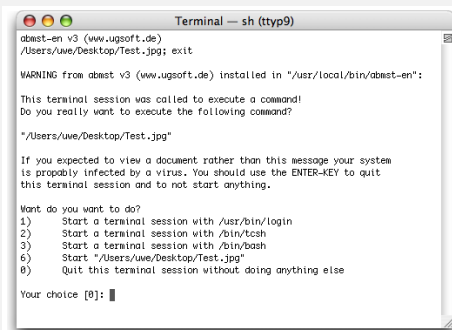 Terminal — sh (ttyp9)
abmst-en v3 (www.ugsoft.de)
/Users/uwe/Desktop/Test.jpg; exit
WARNING from abmst v3 (www.ugsoft.de) installed in "/usr/local/bin/abmst-en":
This terminal session was called to execute a command!
Do you really want to execute the following command?
"/Users/uwe/Desktop/Test.jpg"
If you expected to view a document rather than this message your system
is propably infected by a virus. You should use the ENTER-KEY to quit
this terminal session and to not start anything.
Want do you want to do?
1) Start a terminal session with /usr/bin/login
2) Start a terminal session with /bin/tcsh
3) Start a terminal session with /bin/bash
6) Start "/Users/uwe/Desktop/Test.jpg"
0) Quit this terminal session without doing anything else
Your choice [0]: